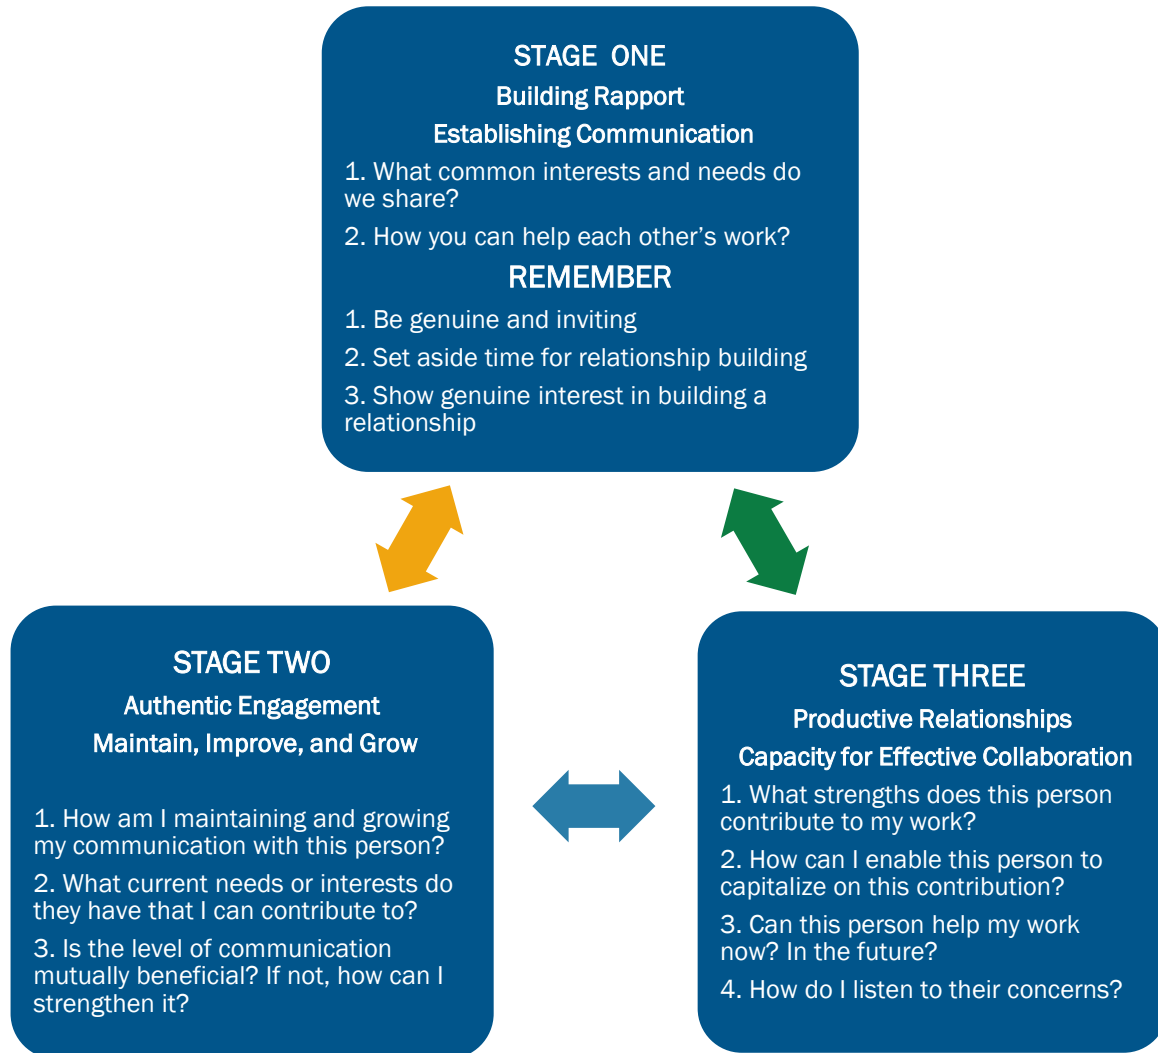 STAGE ONE
Building Rapport
Establishing Communication
1. What common interests and needs do
we share?
2. How you can help each other’s work?
REMEMBER
1. Be genuine and inviting
2. Set aside time for relationship building
3. Show genuine interest in building a
relationship
STAGE TWO
Authentic Engagement
Maintain, Improve, and Grow
1. How am I maintaining and growing
my communication with this person?
2. What current needs or interests do
they have that I can contribute to?
3. Is the level of communication
mutually beneficial? If not, how can I
strengthen it?
STAGE THREE
Productive Relationships
Capacity for Effective Collaboration
1. What strengths does this person
contribute to my work?
2. How can I enable this person to
capitalize on this contribution?
3. Can this person help my work
now? In the future?
4. How do I listen to their concerns?